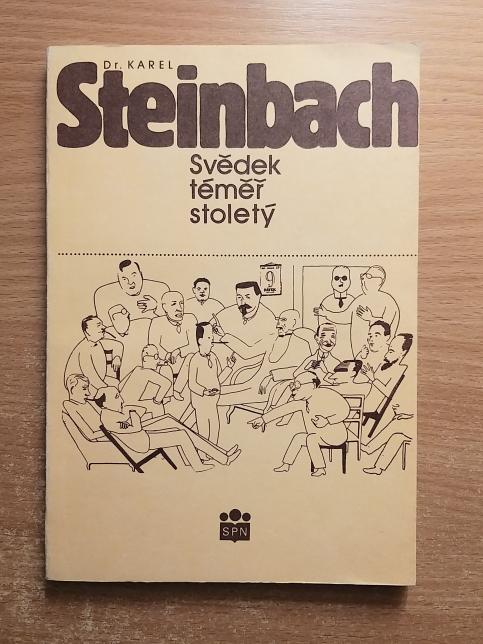 Dr. KAREL
Steinbach
Svědek
téměř
stoletý
9
SPN